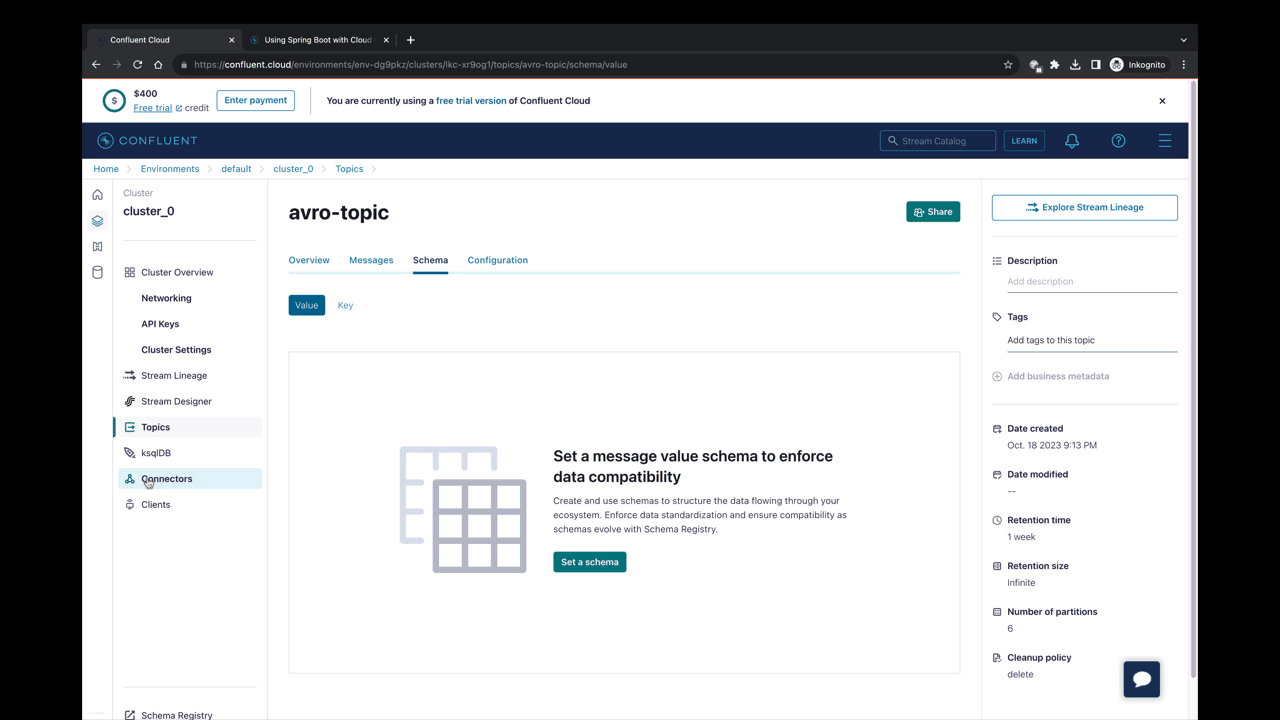 Confluent Cloud
Using Spring Boot with Cloud
https://confluent.cloud/environments/env-dg9pkz/clusters/lkc-xr9og1/topics/avro-topic/schema/value
Inkognito
$
$400
Free trial credit
Enter payment
You are currently using a free trial version of Confluent Cloud
CONFLUENT
Stream Catalog
LEARN
Home
Environments
default
cluster_0
Topics
Cluster
cluster_0
Cluster Overview
Networking
API Keys
Cluster Settings
Stream Lineage
Stream Designer
Topics
ksqlDB
Connectors
Clients
Schema Registry
avro-topic
Share
Overview
Messages
Schema
Configuration
Value
Key
Set a message value schema to enforce
data compatibility
Create and use schemas to structure the data flowing through your
ecosystem. Enforce data standardization and ensure compatibility as
schemas evolve with Schema Registry.
Set a schema
Explore Stream Lineage
Description
Add description
Tags
Add tags to this topic
Add business metadata
Date created
Oct. 18 2023 9:13 PM
Date modified
--
Retention time
1 week
Retention size
Infinite
Number of partitions
6
Cleanup policy
delete